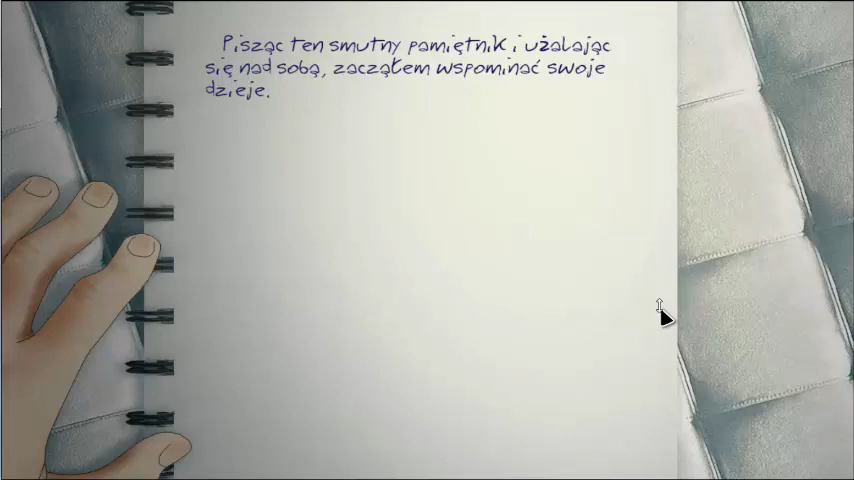 Pisząc ten smutny pamiętnik i użalając
się nad sobą, zacząłem wspominać swoje
dzieje.